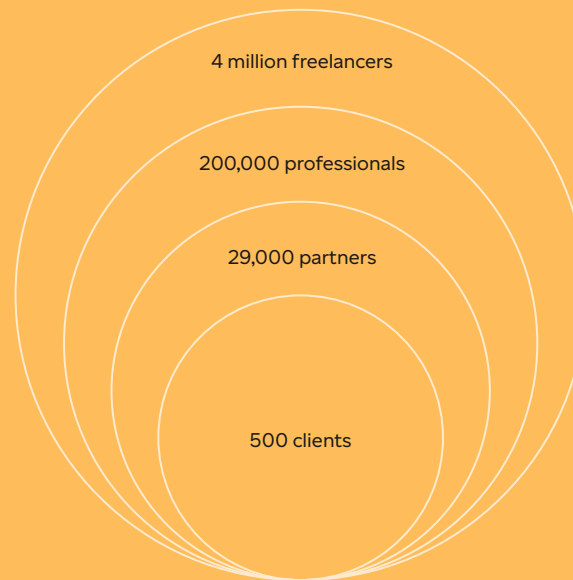 4 million freelancers
200,000 professionals
29,000 partners
500 clients